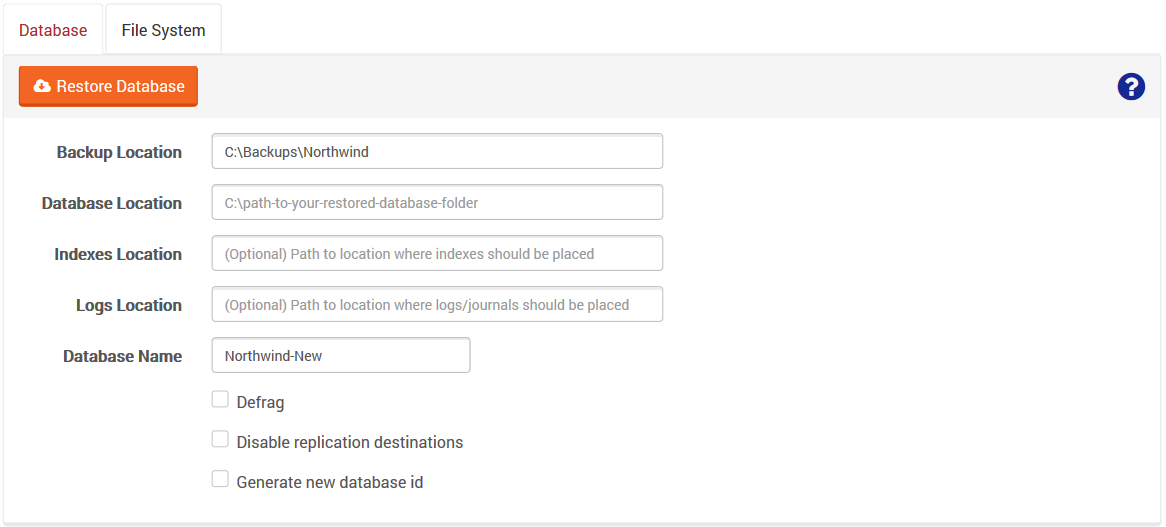 Database File System
Restore Database ?
Backup Location C:\Backups\Northwind
Database Location C:\path-to-your-restored-database-folder
Indexes Location (Optional) Path to location where indexes should be placed
Logs Location (Optional) Path to location where logs/journals should be placed
Database Name Northwind-New
Defrag
Disable replication destinations
Generate new database id